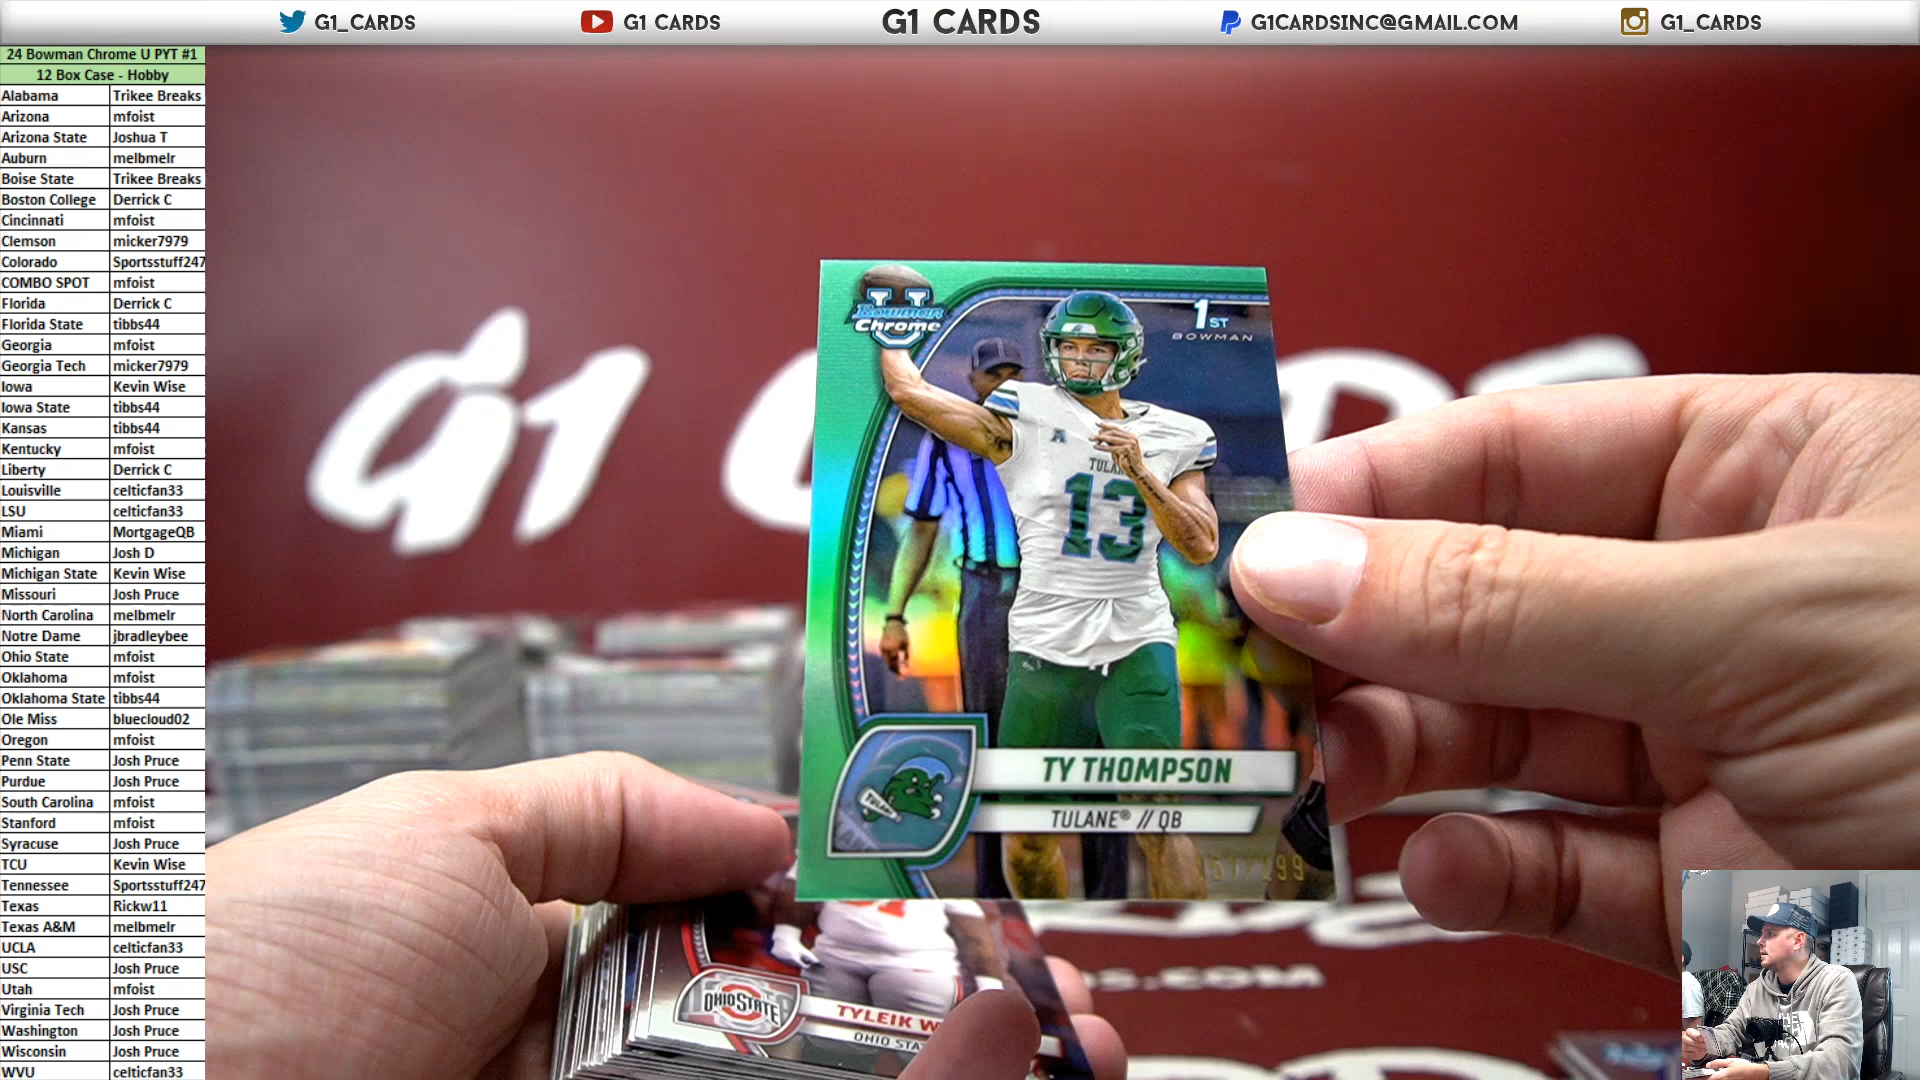 G1_CARDS
G1 CARDS
G1 CARDS
G1CARDSINC@GMAIL.COM
G1_CARDS
24 Bowman Chrome U PYT #1
12 Box Case - Hobby
Alabama Trikee Breaks
Arizona mfoist
Arizona State Joshua T
Auburn melbmelr
Boise State Trikee Breaks
Boston College Derrick C
Cincinnati mfoist
Clemson micker7979
Colorado Sportsstuff247
COMBO SPOT mfoist
Florida Derrick C
Florida State tibbs44
Georgia mfoist
Georgia Tech micker7979
Iowa Kevin Wise
Iowa State tibbs44
Kansas tibbs44
Kentucky mfoist
Liberty Derrick C
Louisville celticfan33
LSU celticfan33
Miami MortgageQB
Michigan Josh D
Michigan State Kevin Wise
Missouri Josh Pruce
North Carolina melbmelr
Notre Dame jbradleybee
Ohio State mfoist
Oklahoma mfoist
Oklahoma State tibbs44
Ole Miss bluecloud02
Oregon mfoist
Penn State Josh Pruce
Purdue Josh Pruce
South Carolina mfoist
Stanford mfoist
Syracuse Josh Pruce
TCU Kevin Wise
Tennessee Sportsstuff247
Texas Rickw11
Texas A&M melbmelr
UCLA celticfan33
USC Josh Pruce
Utah mfoist
Virginia Tech Josh Pruce
Washington Josh Pruce
Wisconsin Josh Pruce
WVU celticfan33
G1
U
Bowman
Chrome
1ST
BOWMAN
A
TULANE
13
TULANE
TY THOMPSON
TULANE® // QB
OHIO STATE
TYLEIK W
OHIO STA